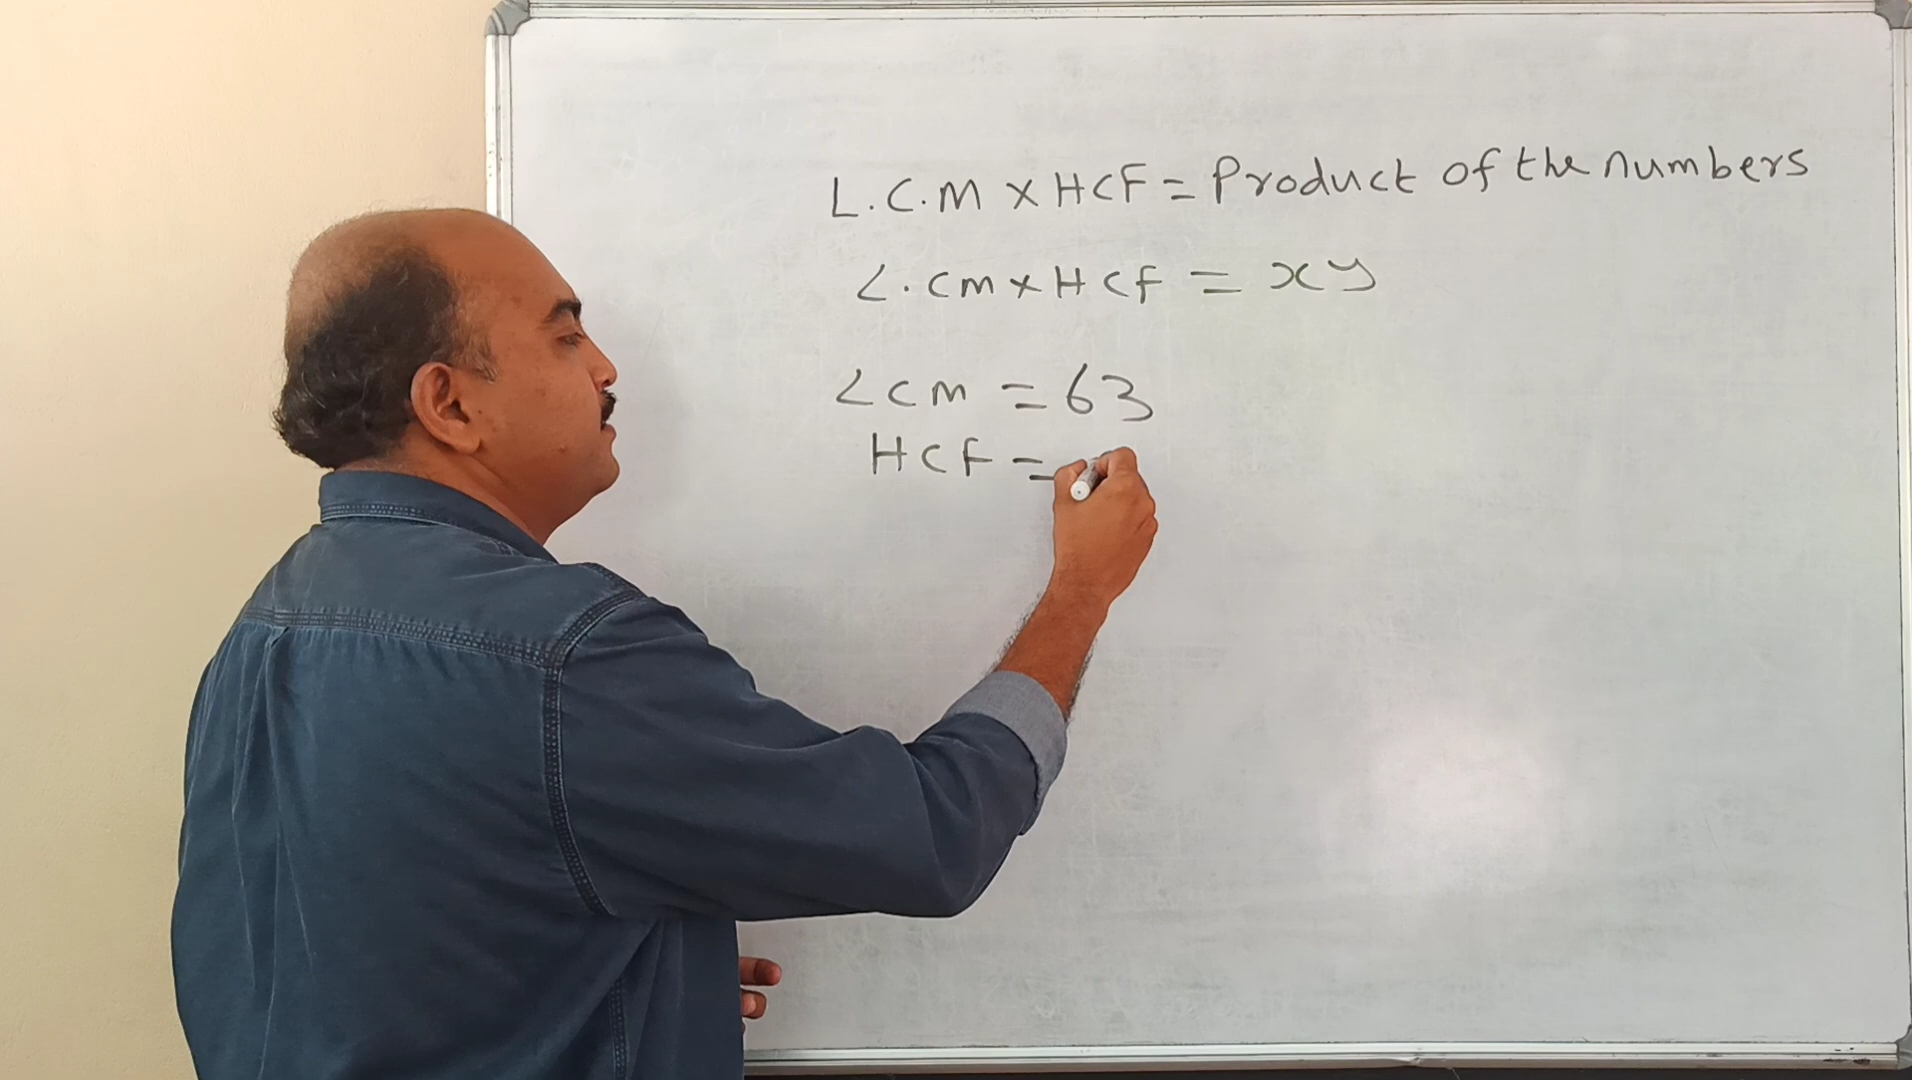 L.C.M X HCF = Product of the numbers
L.cm x HCF = xy
Lcm = 63
HCF =